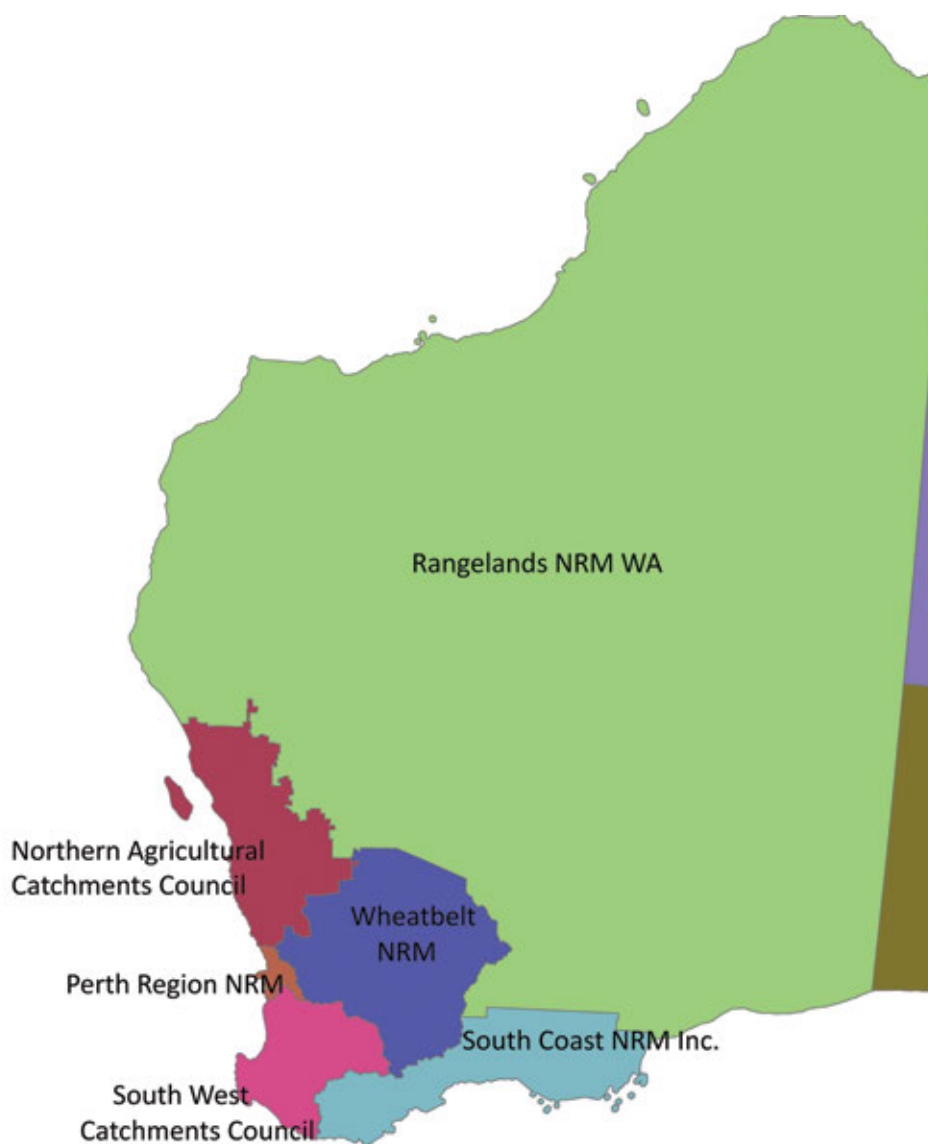 Rangelands NRM WA
Northern Agricultural
Catchments Council
Wheatbelt
NRM
Perth Region NRM
South Coast NRM Inc.
South West
Catchments Council